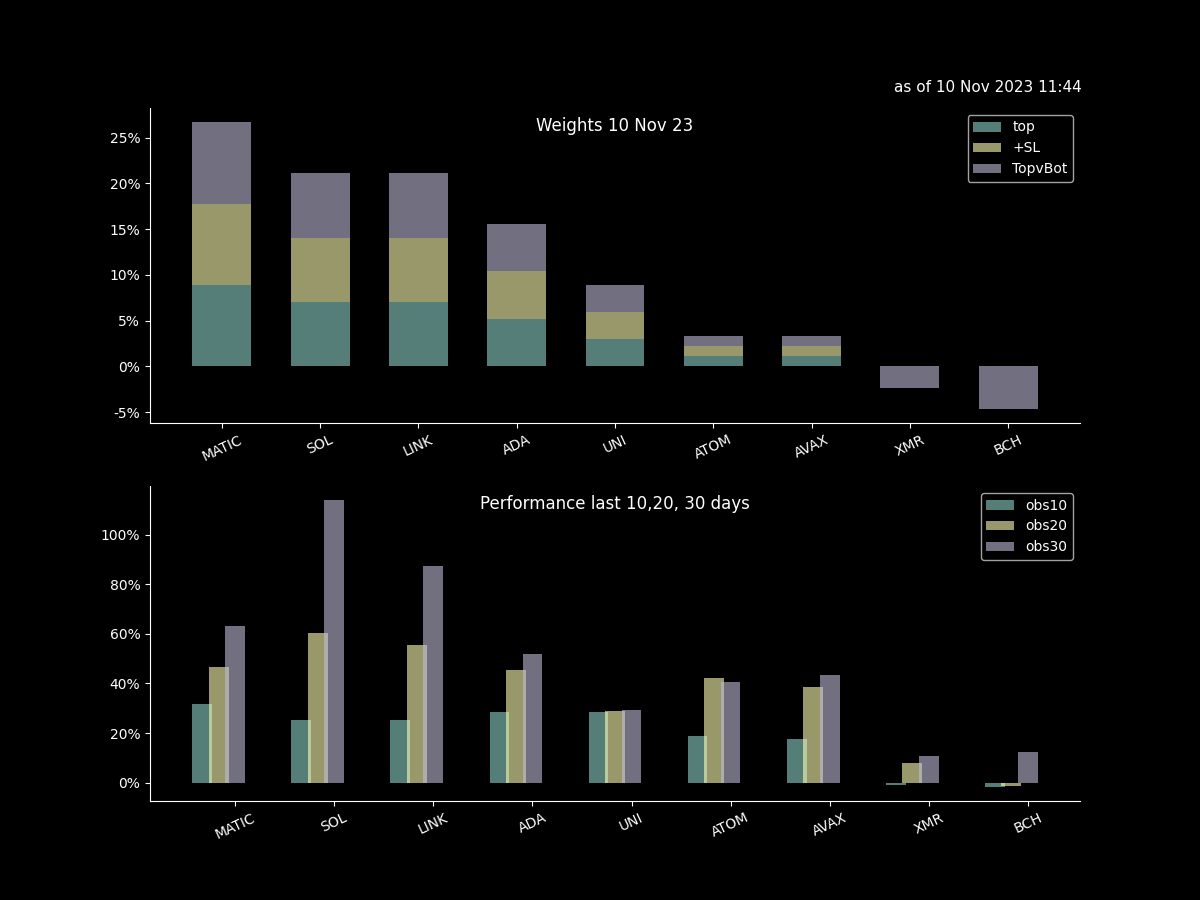 as of 10 Nov 2023 11:44
Weights 10 Nov 23
top
+SL
TopvBot
25%
20%
15%
10%
5%
0%
-5%
MATIC SOL LINK ADA UNI ATOM AVAX XMR BCH
Performance last 10,20, 30 days
obs10
obs20
obs30
100%
80%
60%
40%
20%
0%
MATIC SOL LINK ADA UNI ATOM AVAX XMR BCH